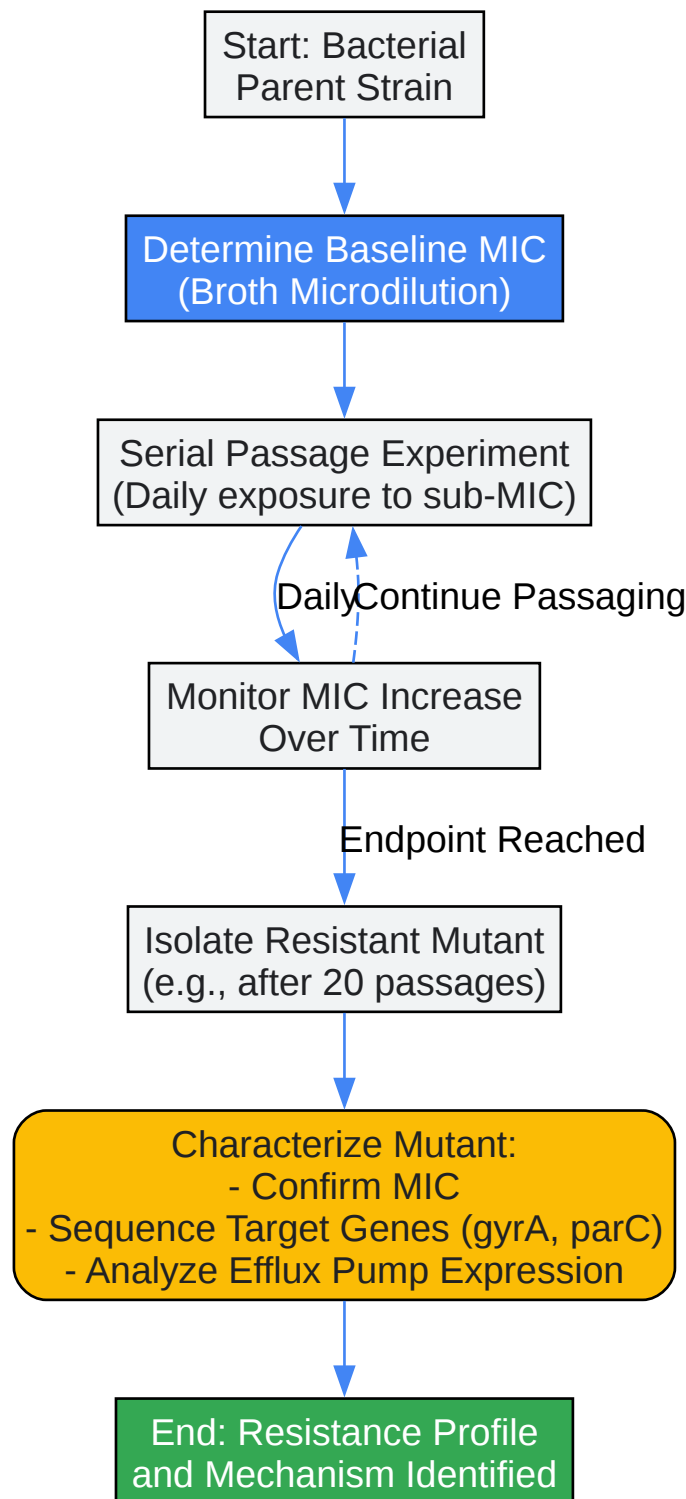 Start: Bacterial
Parent Strain
Determine Baseline MIC
(Broth Microdilution)
Serial Passage Experiment
(Daily exposure to sub-MIC)
Daily
Continue Passaging
Monitor MIC Increase
Over Time
Endpoint Reached
Isolate Resistant Mutant
(e.g., after 20 passages)
Characterize Mutant:
- Confirm MIC
- Sequence Target Genes (gyrA, parC)
- Analyze Efflux Pump Expression
End: Resistance Profile
and Mechanism Identified